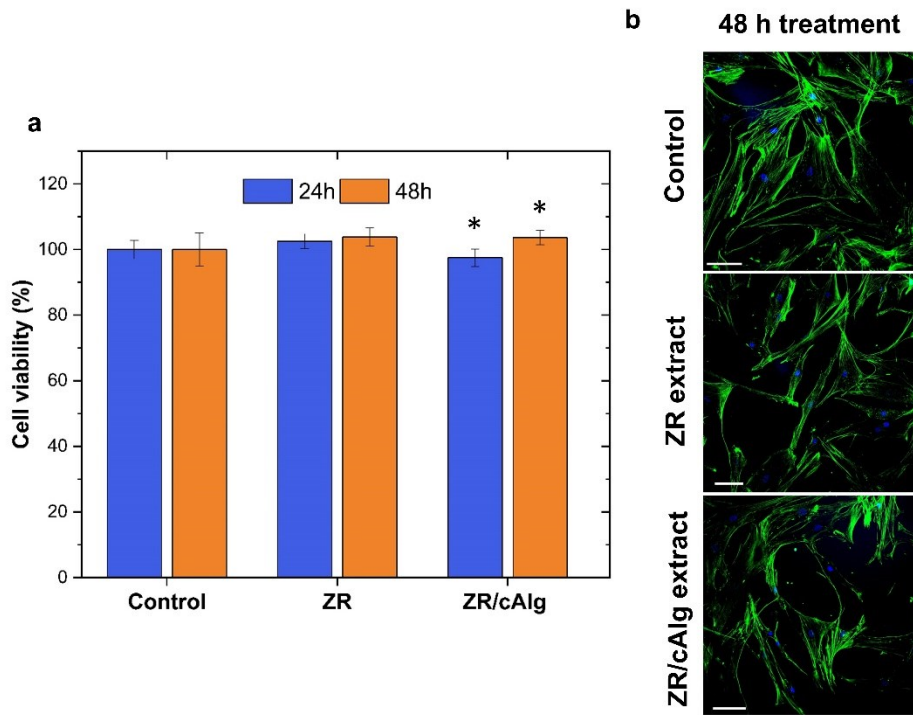 a
120
100
80
60
40
20
0
Cell viability (%)
24h
48h
*
*
Control
ZR
ZR/cAlg
b
48 h treatment
Control
ZR extract
ZR/cAlg extract